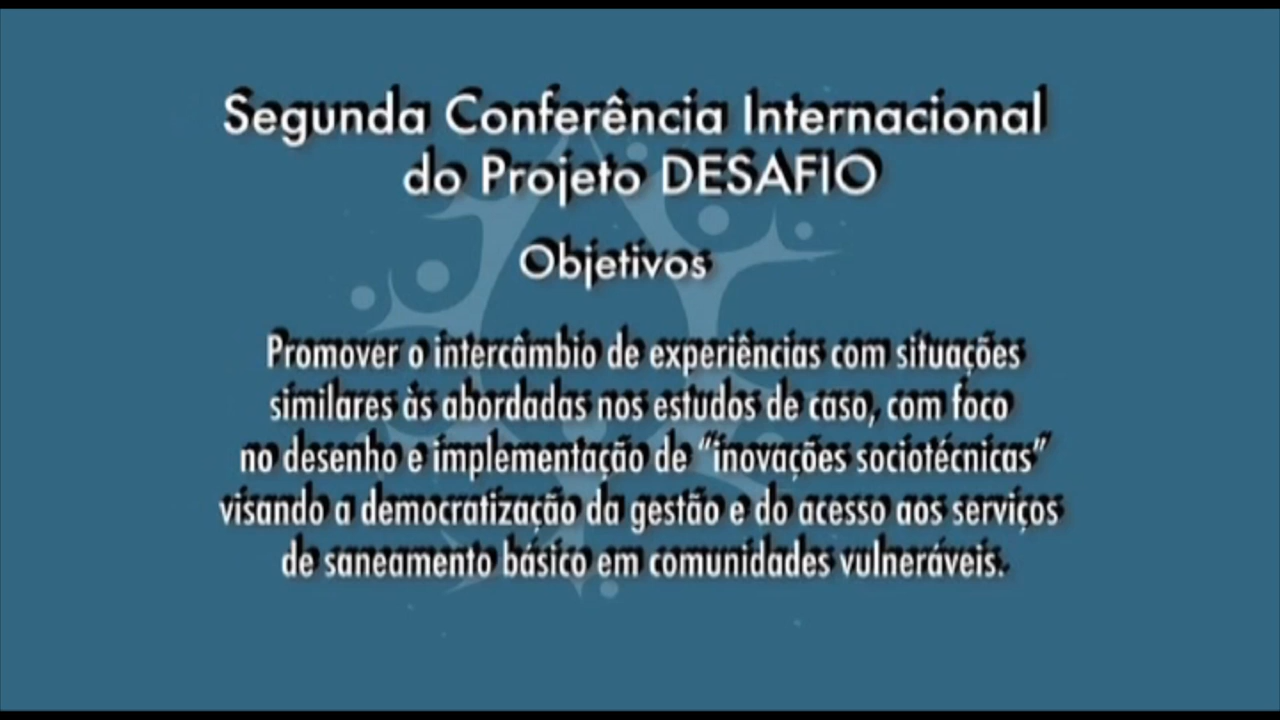 Segunda Conferência Internacional
do Projeto DESAFIO
Objetivos
Promover o intercâmbio de experiências com situações
similares às abordadas nos estudos de caso, com foco
no desenho e implementação de “inovações sociotécnicas”
visando a democratização da gestão e do acesso aos serviços
de saneamento básico em comunidades vulneráveis.